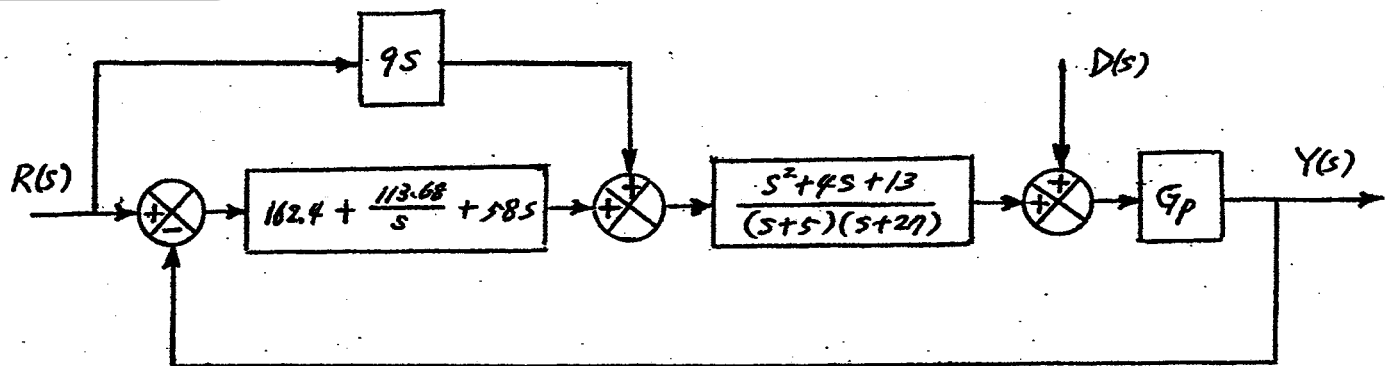 9s
D(s)
R(s)
162.4 + 113.68/s + 58s
s²+4s+13
(s+5)(s+27)
Gp
Y(s)
+
−
+
+
+
+